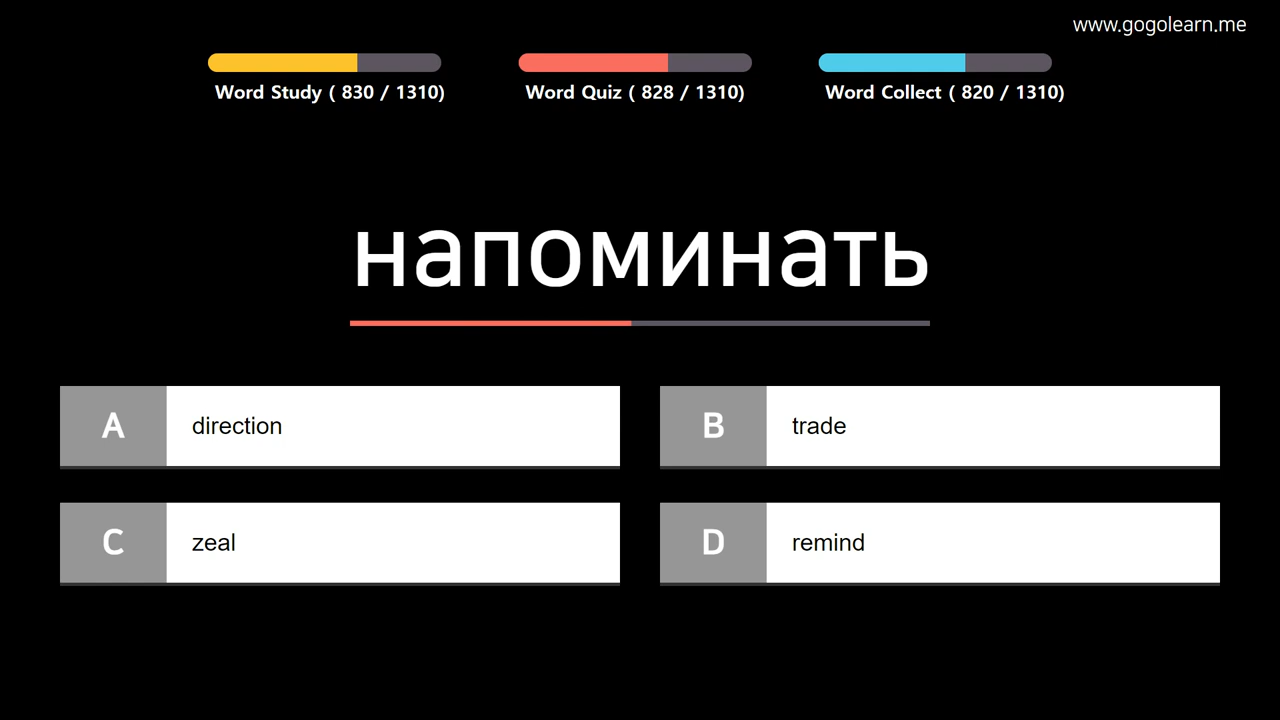 www.gogolearn.me
Word Study ( 830 / 1310)
Word Quiz ( 828 / 1310)
Word Collect ( 820 / 1310)
напоминать
A direction
B trade
C zeal
D remind